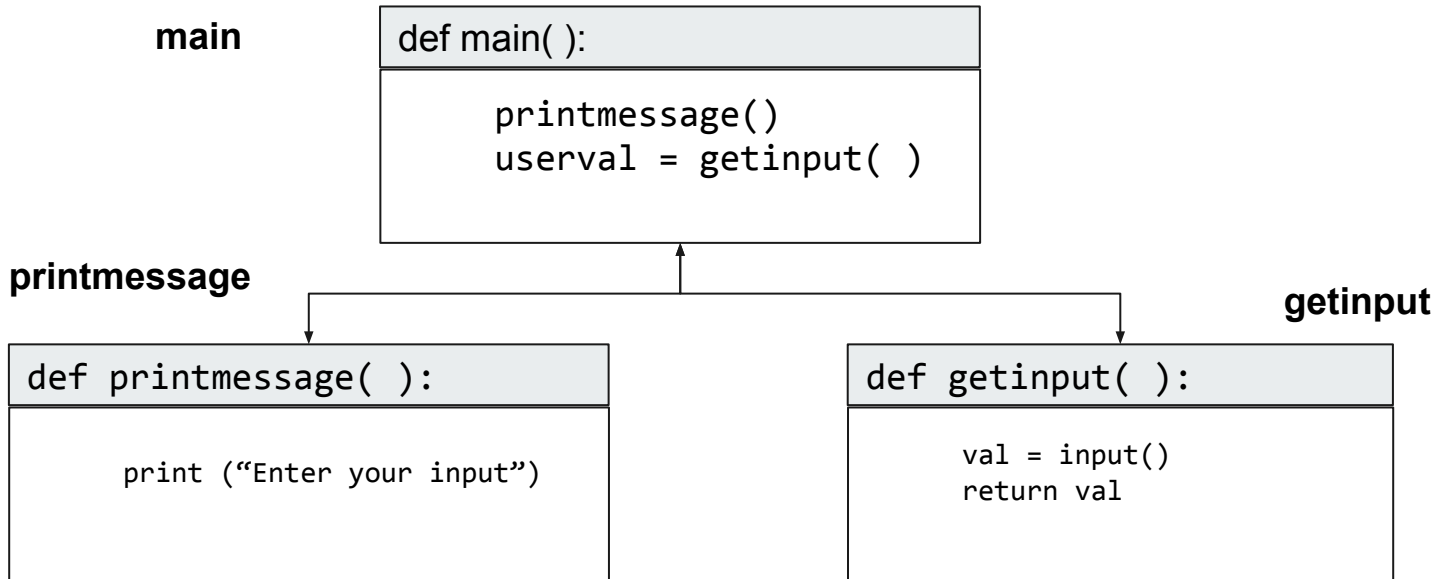 main
def main( ):
printmessage()
userval = getinput( )
printmessage
getinput
def printmessage( ):
print (“Enter your input”)
def getinput( ):
val = input()
return val